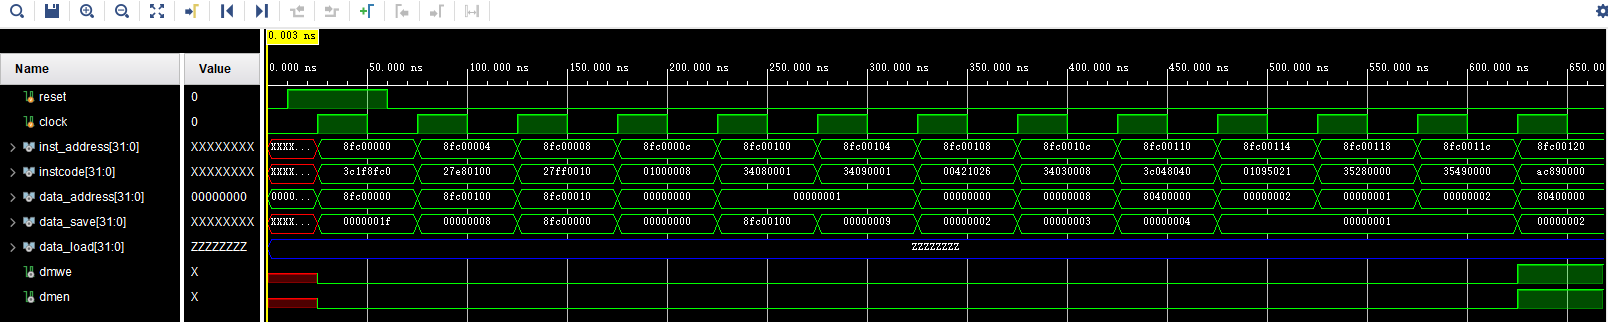 0.003 ns
Name Value 0.000 ns 50.000 ns 100.000 ns 150.000 ns 200.000 ns 250.000 ns 300.000 ns 350.000 ns 400.000 ns 450.000 ns 500.000 ns 550.000 ns 600.000 ns 650.000
reset 0
clock 0
inst_address[31:0] XXXXXXXX XXXX... 8fc00000 8fc00004 8fc00008 8fc0000c 8fc00100 8fc00104 8fc00108 8fc0010c 8fc00110 8fc00114 8fc00118 8fc0011c 8fc00120
instcode[31:0] XXXXXXXX XXXX... 3c1f8fc0 27e80100 27ff0010 01000008 34080001 34090001 00421026 34030008 3c048040 01095021 35280000 35490000 ac890000
data_address[31:0] 00000000 0000... 8fc00000 8fc00100 8fc00010 00000000 00000001 00000000 00000008 80400000 00000002 00000001 00000002 80400000
data_save[31:0] XXXXXXXX XXXX... 0000001f 00000008 8fc00000 00000000 8fc00100 00000009 00000002 00000003 00000004 00000001 00000002
data_load[31:0] ZZZZZZZZ ZZZZZZZZ
dmwe X
dmen X